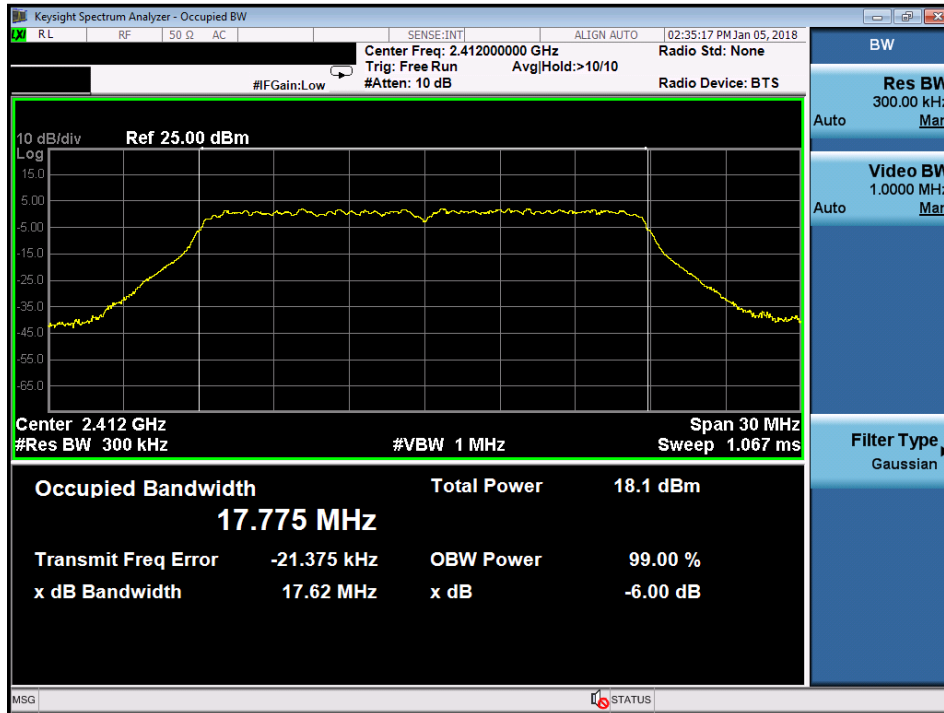 Keysight Spectrum Analyzer - Occupied BW
LXI RL RF 50 Ω AC SENSE:INT ALIGN AUTO 02:35:17 PM Jan 05, 2018
Center Freq: 2.412000000 GHz Radio Std: None
Trig: Free Run Avg|Hold:>10/10
#IFGain:Low #Atten: 10 dB Radio Device: BTS
10 dB/div Ref 25.00 dBm
Log
15.0
5.00
-5.00
-15.0
-25.0
-35.0
-45.0
-55.0
-65.0
Center 2.412 GHz Span 30 MHz
#Res BW 300 kHz #VBW 1 MHz Sweep 1.067 ms
Occupied Bandwidth Total Power 18.1 dBm
17.775 MHz
Transmit Freq Error -21.375 kHz OBW Power 99.00 %
x dB Bandwidth 17.62 MHz x dB -6.00 dB
MSG STATUS
BW
Res BW
300.00 kHz
Auto Man
Video BW
1.0000 MHz
Auto Man
Filter Type
Gaussian